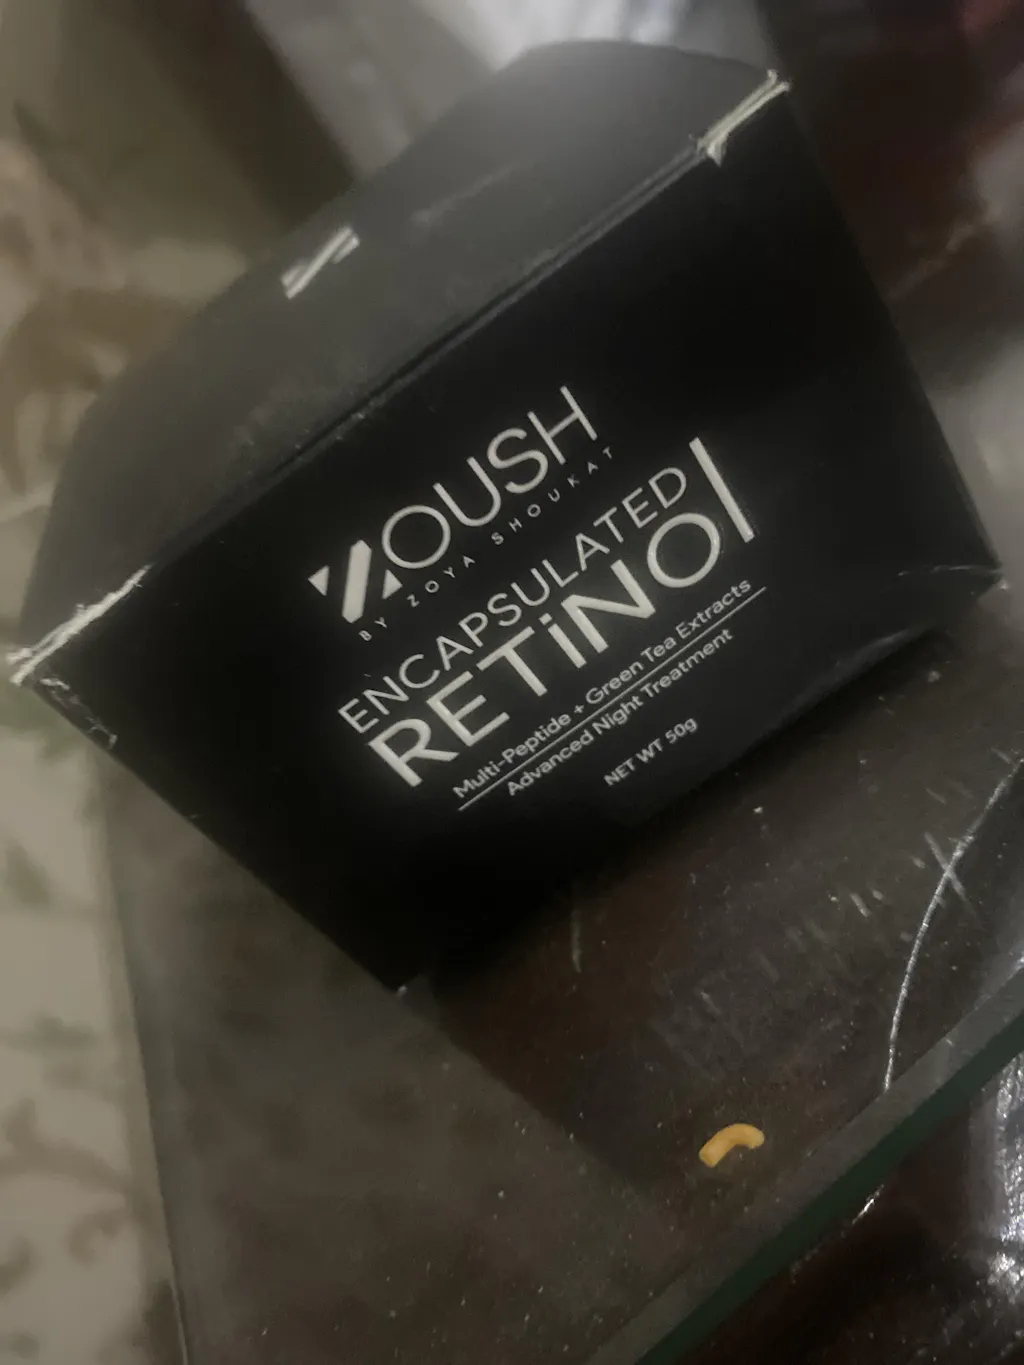 ZOUSH
BY ZOYA SHOUKAT
ENCAPSULATED
RETiNOl
Multi-Peptide + Green Tea Extracts
Advanced Night Treatment
NET WT 50g